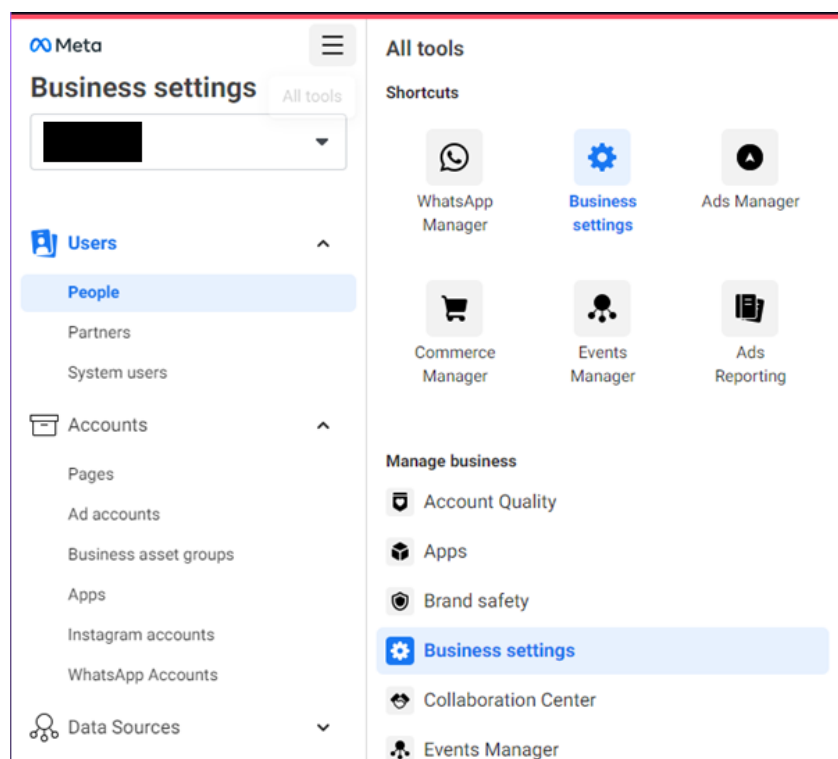 Meta
Business settings
All tools
Users
People
Partners
System users
Accounts
Pages
Ad accounts
Business asset groups
Apps
Instagram accounts
WhatsApp Accounts
Data Sources
All tools
Shortcuts
WhatsApp
Manager
Business
settings
Ads Manager
Commerce
Manager
Events
Manager
Ads
Reporting
Manage business
Account Quality
Apps
Brand safety
Business settings
Collaboration Center
Events Manager